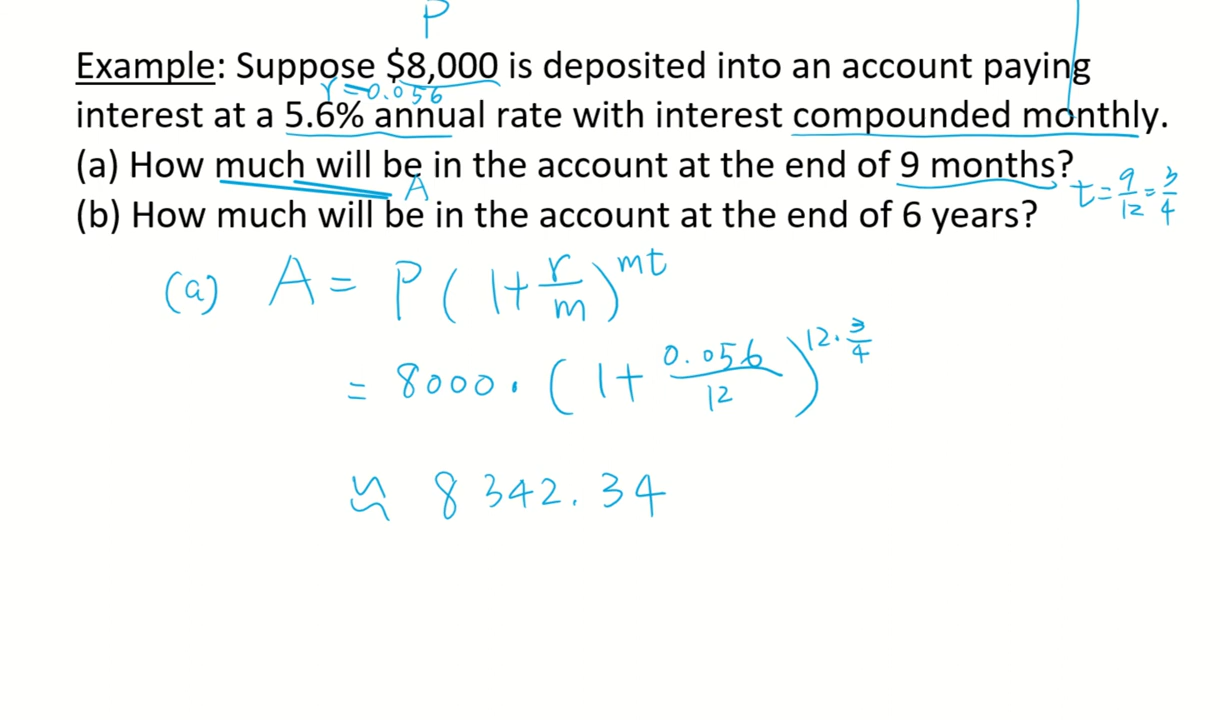 P
Example: Suppose $8,000 is deposited into an account paying
r=0.056
interest at a 5.6% annual rate with interest compounded monthly.
(a) How much will be in the account at the end of 9 months?
A t = 9/12 = 3/4
(b) How much will be in the account at the end of 6 years?
(a) A = P(1+r/m)^mt
= 8000·(1+0.056/12)^12·3/4
≈ 8342.34